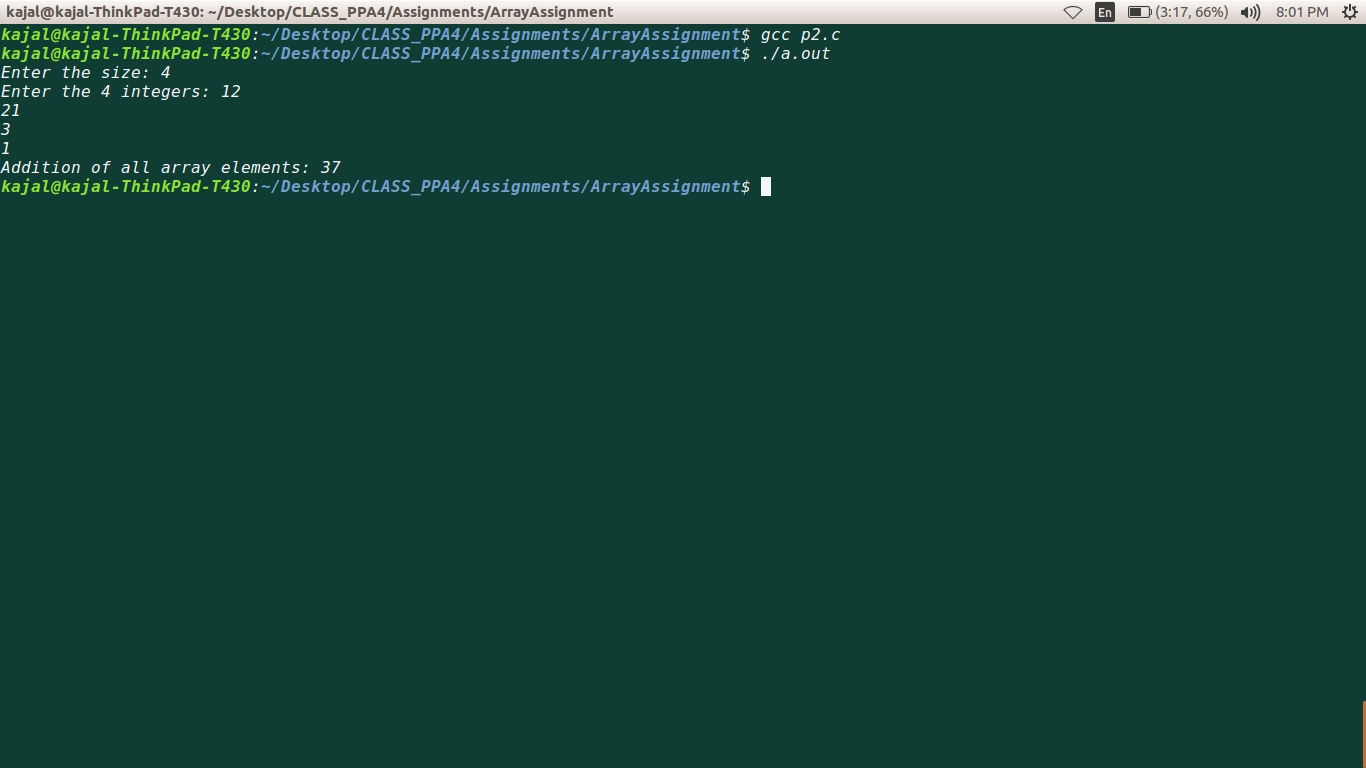 kajal@kajal-ThinkPad-T430: ~/Desktop/CLASS_PPA4/Assignments/ArrayAssignment En (3:17, 66%) 8:01 PM
kajal@kajal-ThinkPad-T430:~/Desktop/CLASS_PPA4/Assignments/ArrayAssignment$ gcc p2.c
kajal@kajal-ThinkPad-T430:~/Desktop/CLASS_PPA4/Assignments/ArrayAssignment$ ./a.out
Enter the size: 4
Enter the 4 integers: 12
21
3
1
Addition of all array elements: 37
kajal@kajal-ThinkPad-T430:~/Desktop/CLASS_PPA4/Assignments/ArrayAssignment$